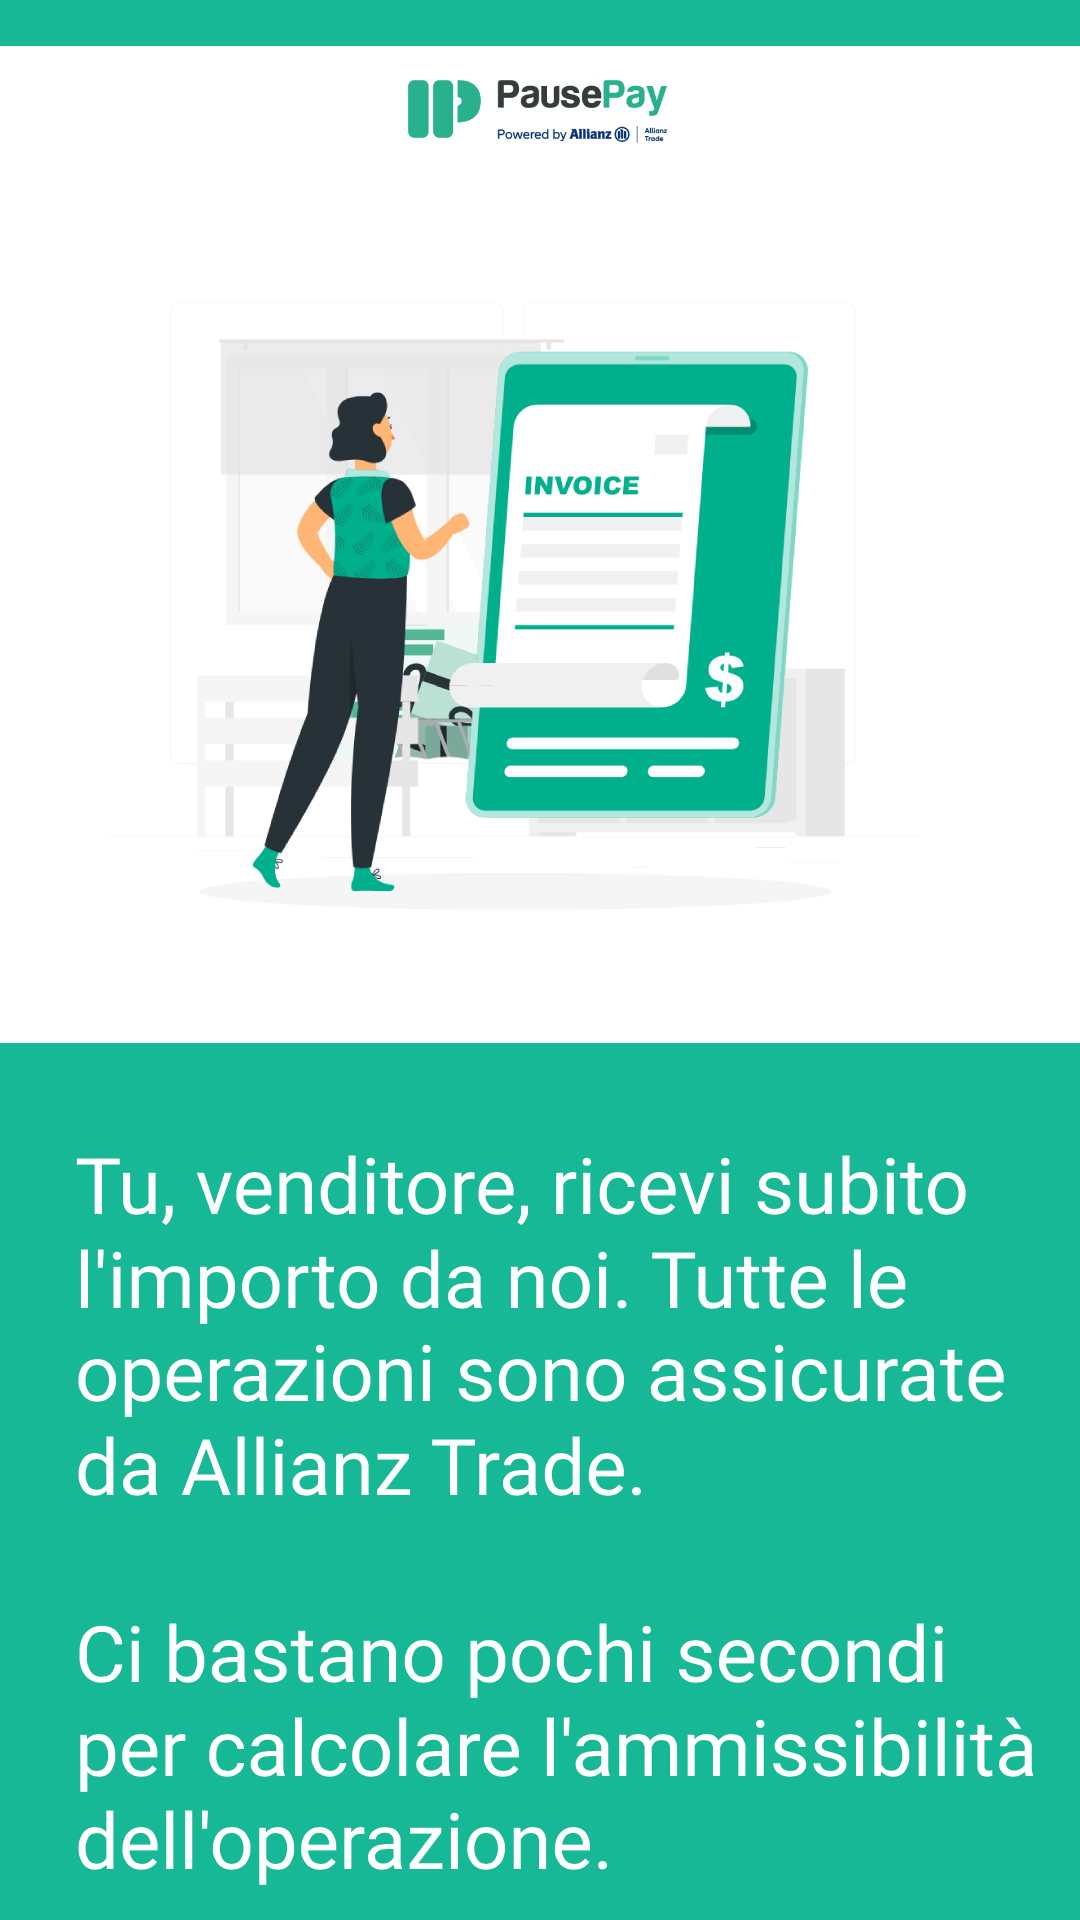 PausePay
Powered by Allianz | Allianz Trade
INVOICE
$
Tu, venditore, ricevi subito
l'importo da noi. Tutte le
operazioni sono assicurate
da Allianz Trade.
Ci bastano pochi secondi
per calcolare l'ammissibilità
dell'operazione.